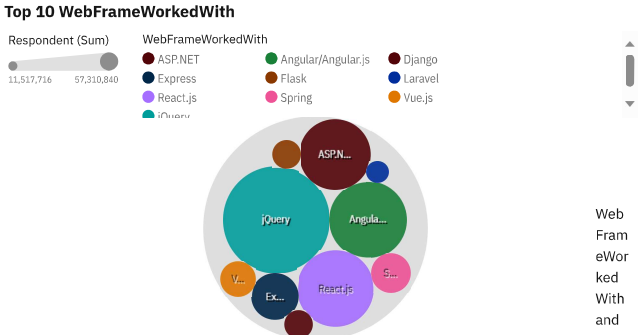 Top 10 WebFrameWorkedWith
Respondent (Sum)
11,517,716 57,310,840
WebFrameWorkedWith
ASP.NET Angular/Angular.js Django
Express Flask Laravel
React.js Spring Vue.js
jQuery
ASP.N...
jQuery
Angula...
V...
Ex...
React.js
S...
Web
Fram
eWor
ked
With
and